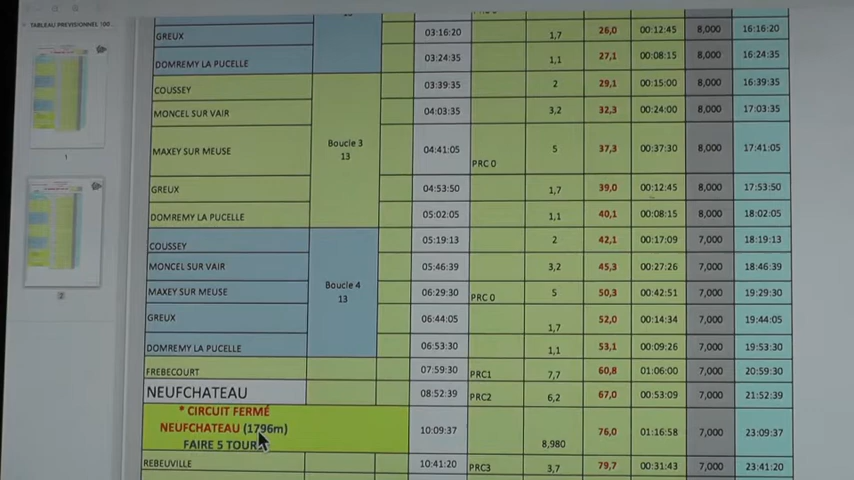 TABLEAU PREVISIONNEL 100...
1
2
GREUX 03:16:20 1,7 26,0 00:12:45 8,000 16:16:20
DOMREMY LA PUCELLE 03:24:35 1,1 27,1 00:08:15 8,000 16:24:35
COUSSEY 03:39:35 2 29,1 00:15:00 8,000 16:39:35
MONCEL SUR VAIR 04:03:35 3,2 32,3 00:24:00 8,000 17:03:35
Boucle 3
13
MAXEY SUR MEUSE 04:41:05 PRC 0 5 37,3 00:37:30 8,000 17:41:05
GREUX 04:53:50 1,7 39,0 00:12:45 8,000 17:53:50
DOMREMY LA PUCELLE 05:02:05 1,1 40,1 00:08:15 8,000 18:02:05
COUSSEY 05:19:13 2 42,1 00:17:09 7,000 18:19:13
MONCEL SUR VAIR 05:46:39 3,2 45,3 00:27:26 7,000 18:46:39
Boucle 4
13
MAXEY SUR MEUSE 06:29:30 PRC 0 5 50,3 00:42:51 7,000 19:29:30
GREUX 06:44:05 1,7 52,0 00:14:34 7,000 19:44:05
DOMREMY LA PUCELLE 06:53:30 1,1 53,1 00:09:26 7,000 19:53:30
FREBECOURT 07:59:30 PRC1 7,7 60,8 01:06:00 7,000 20:59:30
NEUFCHATEAU 08:52:39 PRC2 6,2 67,0 00:53:09 7,000 21:52:39
* CIRCUIT FERMÉ
NEUFCHATEAU (1796m)
FAIRE 5 TOUR 10:09:37 8,980 76,0 01:16:58 7,000 23:09:37
REBEUVILLE 10:41:20 PRC3 3,7 79,7 00:31:43 7,000 23:41:20